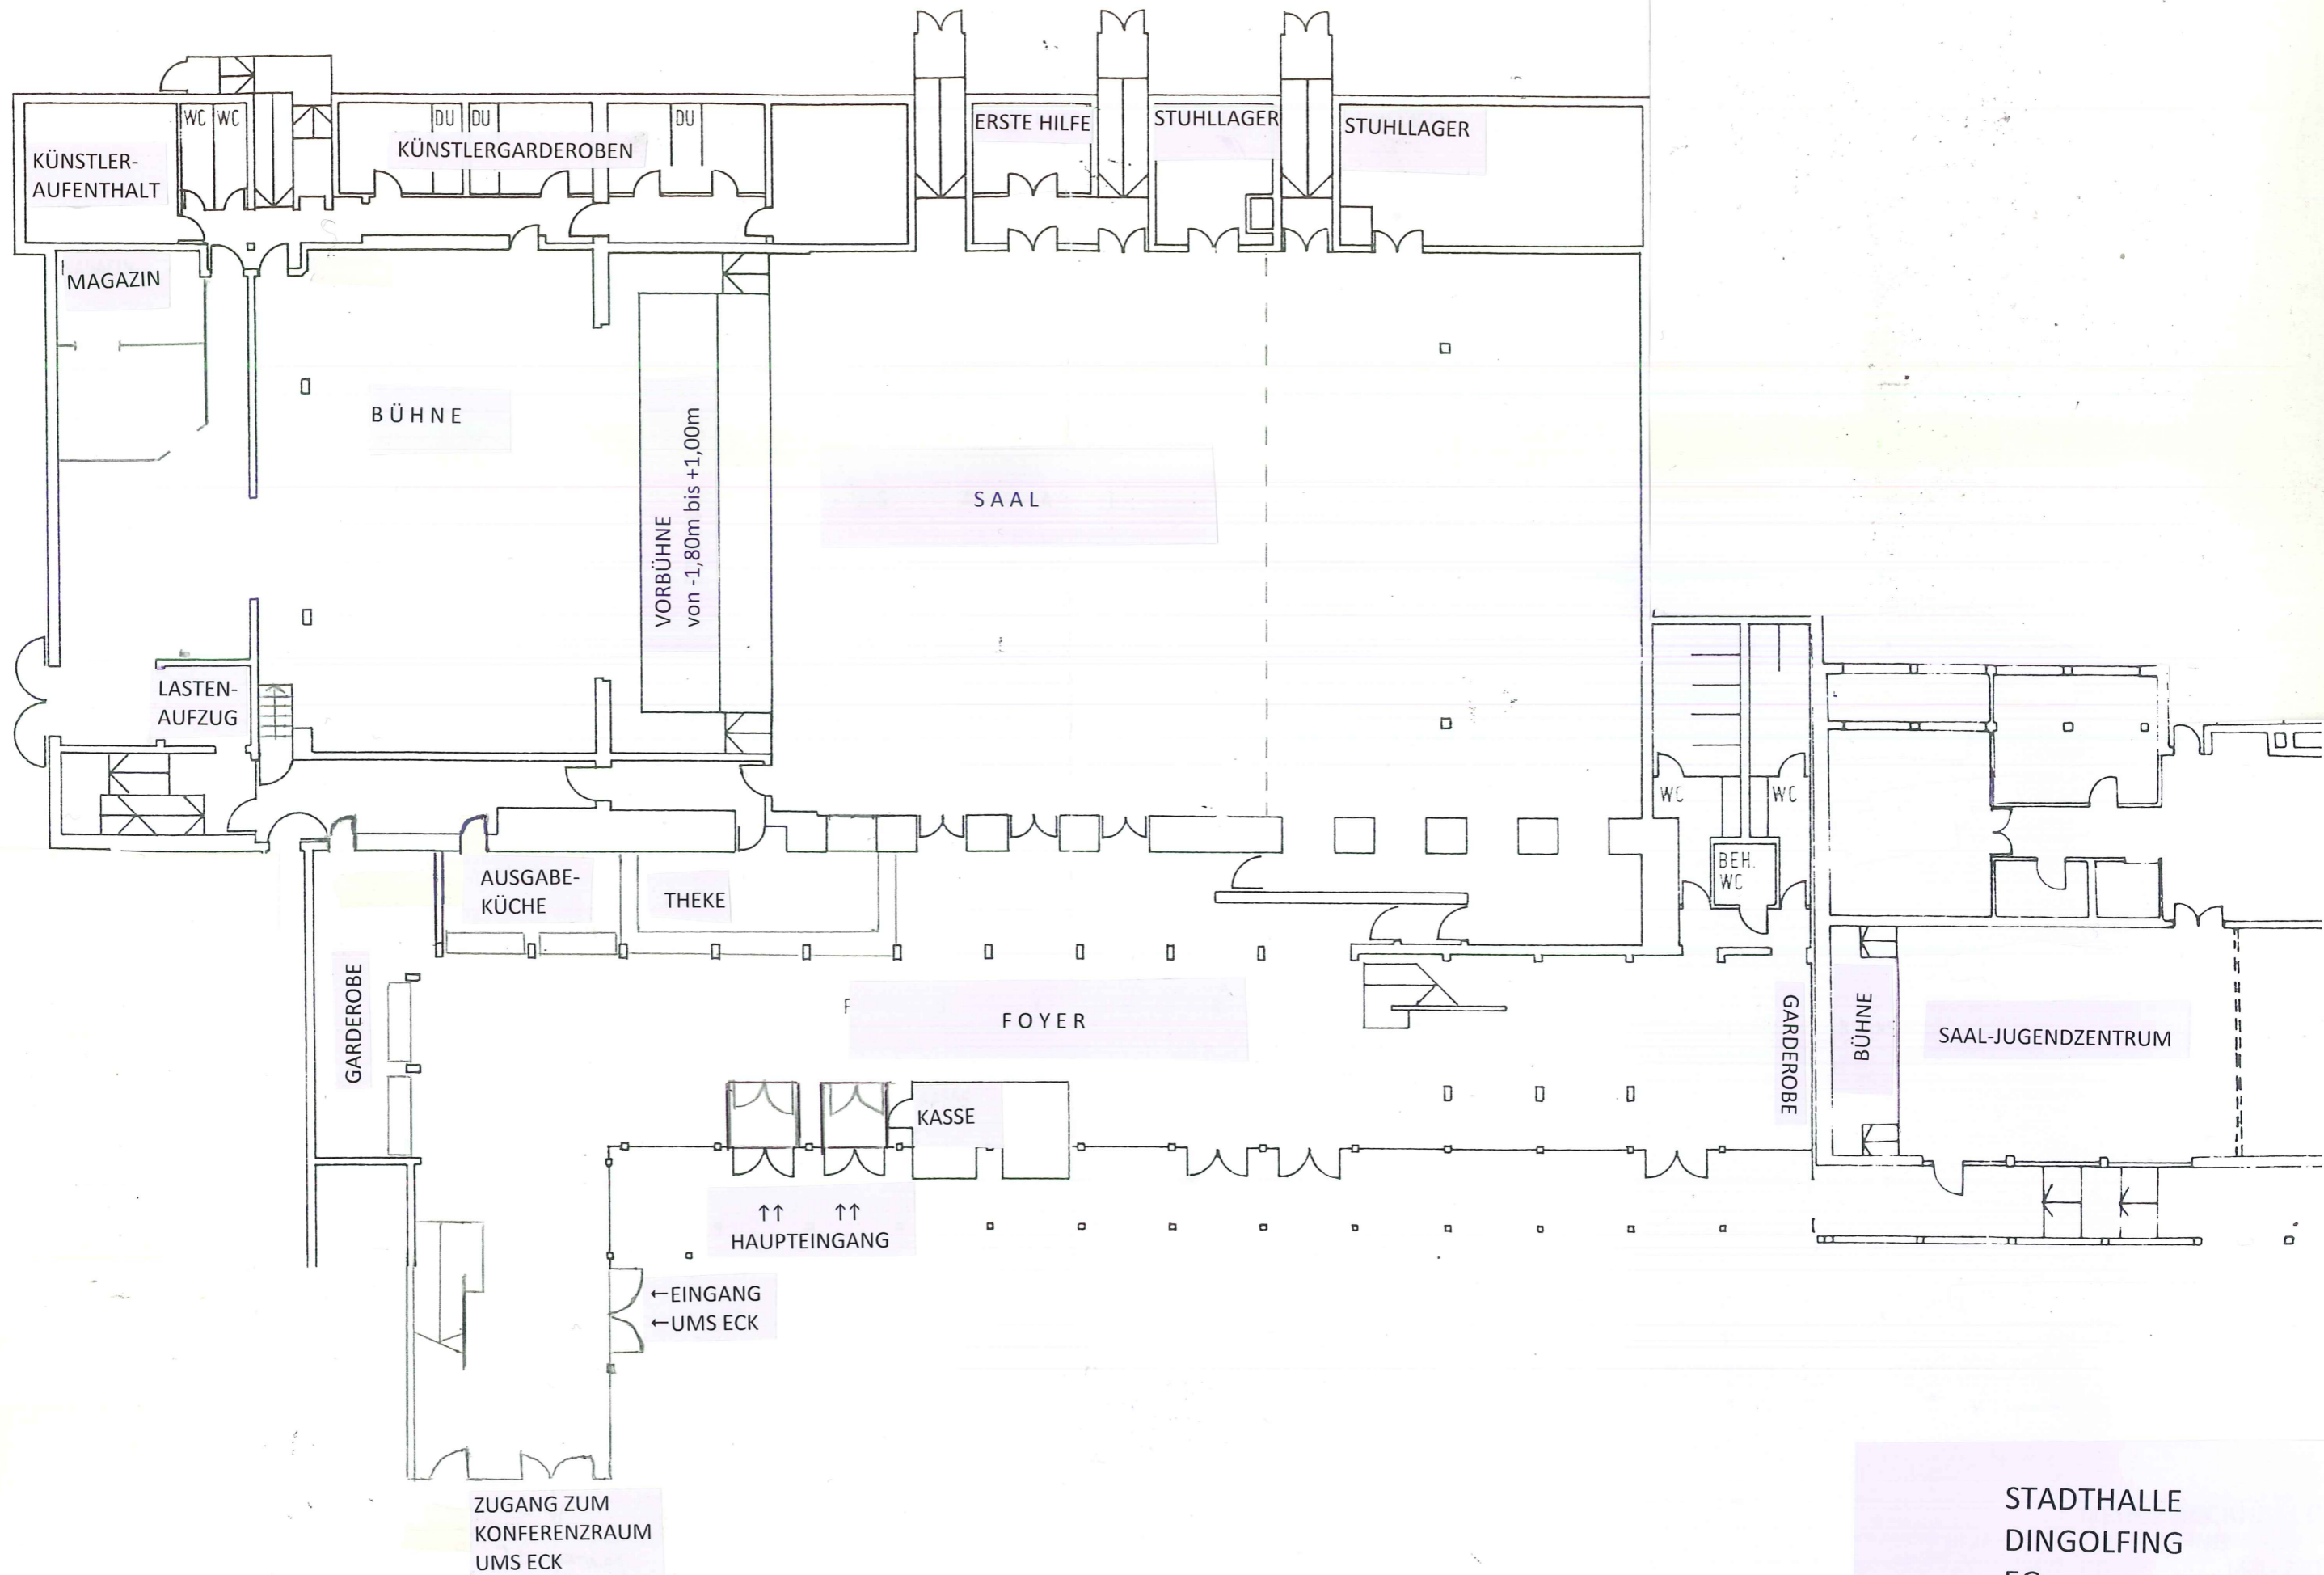 WC WC
DU DU
DU
KÜNSTLER-
AUFENTHALT
KÜNSTLERGARDEROBEN
ERSTE HILFE
STUHLLAGER
STUHLLAGER
MAGAZIN
BÜHNE
VORBÜHNE
von -1,80m bis +1,00m
SAAL
LASTEN-
AUFZUG
WC
WC
BEH.
WC
AUSGABE-
KÜCHE
THEKE
GARDEROBE
F
FOYER
GARDEROBE
BÜHNE
SAAL-JUGENDZENTRUM
KASSE
↑↑ ↑↑
HAUPTEINGANG
←EINGANG
←UMS ECK
ZUGANG ZUM
KONFERENZRAUM
UMS ECK
STADTHALLE
DINGOLFING